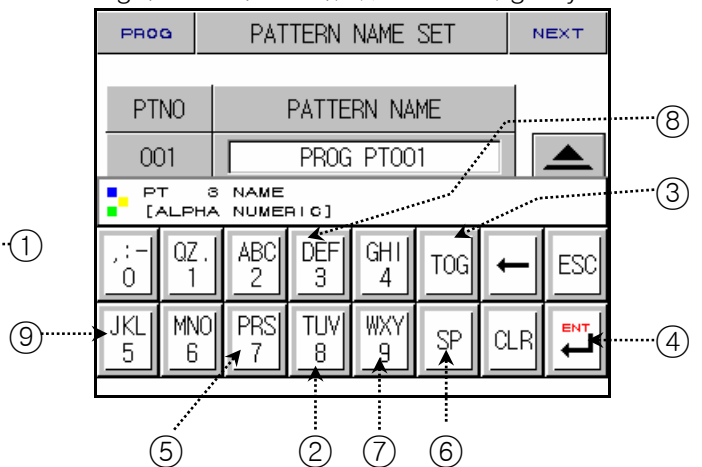 PROG PATTERN NAME SET NEXT
PTNO PATTERN NAME
001 PROG PT001
PT 3 NAME
[ALPHA NUMERIC]
,:- QZ. ABC DEF GHI TOG ← ESC
0 1 2 3 4
JKL MNO PRS TUV WXY SP CLR ENT
5 6 7 8 9
⑧
③
①
⑨
④
⑤ ② ⑦ ⑥